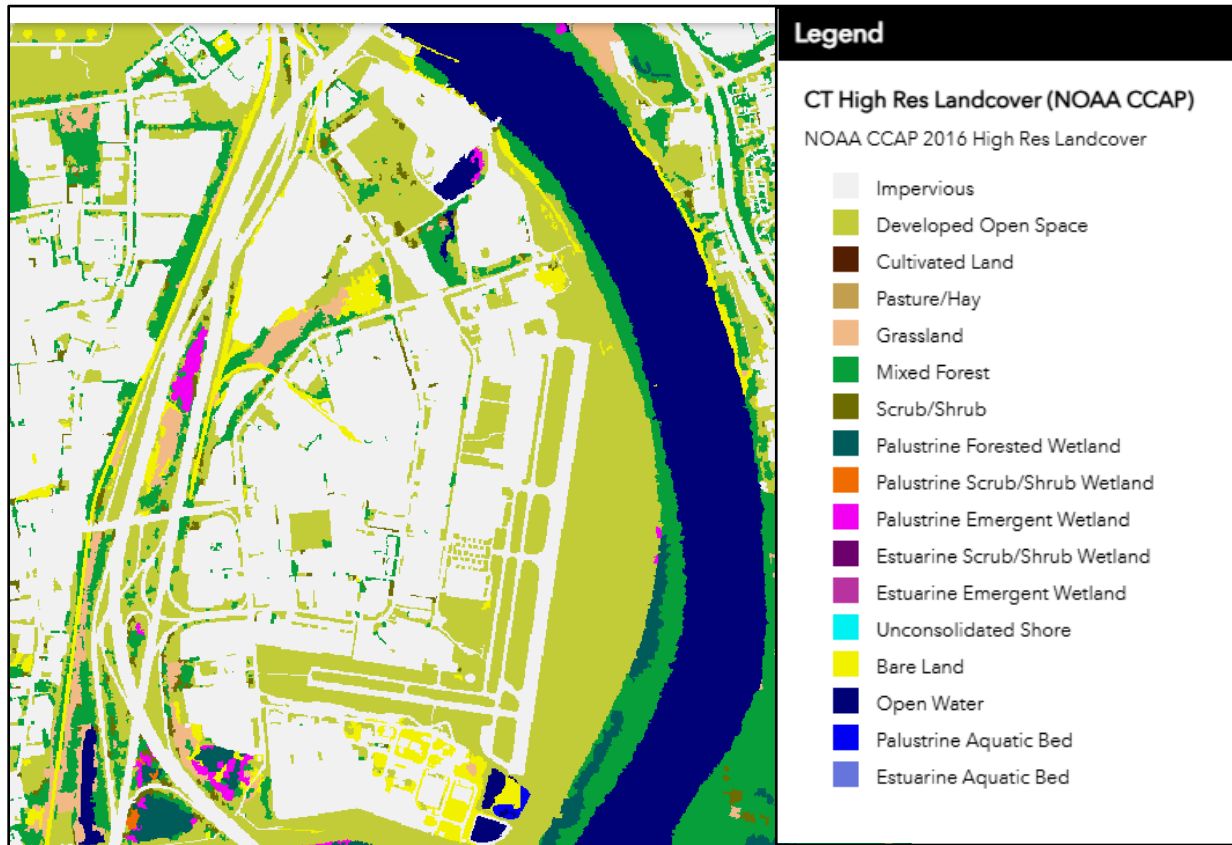 Legend
CT High Res Landcover (NOAA CCAP)
NOAA CCAP 2016 High Res Landcover
Impervious
Developed Open Space
Cultivated Land
Pasture/Hay
Grassland
Mixed Forest
Scrub/Shrub
Palustrine Forested Wetland
Palustrine Scrub/Shrub Wetland
Palustrine Emergent Wetland
Estuarine Scrub/Shrub Wetland
Estuarine Emergent Wetland
Unconsolidated Shore
Bare Land
Open Water
Palustrine Aquatic Bed
Estuarine Aquatic Bed